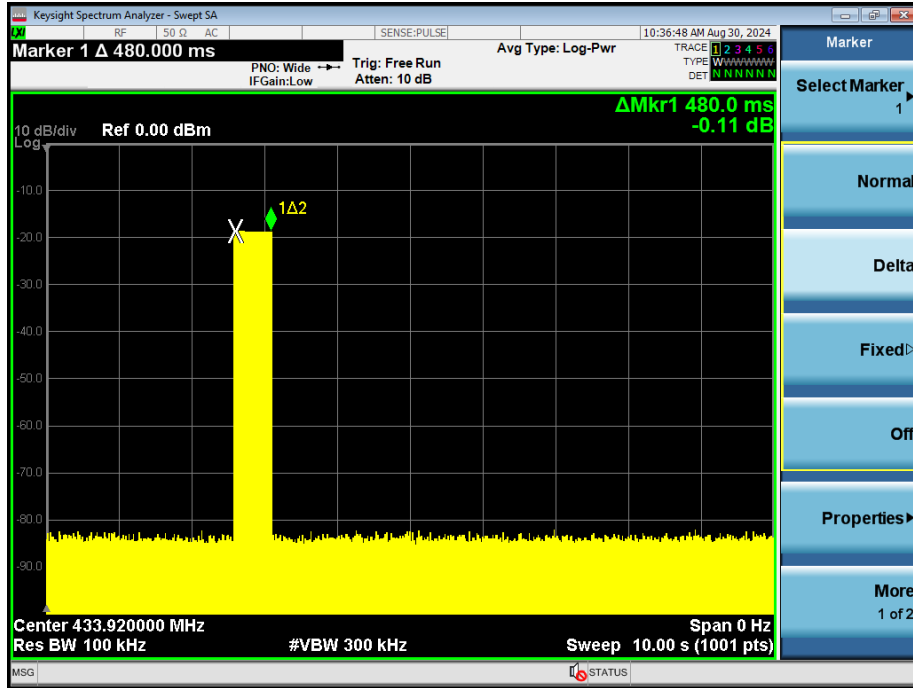 Keysight Spectrum Analyzer - Swept SA
LXI
RF 50 Ω AC SENSE:PULSE 10:36:48 AM Aug 30, 2024
Marker 1 Δ 480.000 ms
PNO: Wide
IFGain:Low
Trig: Free Run
Atten: 10 dB
Avg Type: Log-Pwr
TRACE 1 2 3 4 5 6
TYPE WWWWWW
DET N N N N N N
ΔMkr1 480.0 ms
-0.11 dB
10 dB/div Ref 0.00 dBm
Log
-10.0
1Δ2
X
-20.0
-30.0
-40.0
-50.0
-60.0
-70.0
-80.0
-90.0
Center 433.920000 MHz Span 0 Hz
Res BW 100 kHz #VBW 300 kHz Sweep 10.00 s (1001 pts)
MSG STATUS
Marker
Select Marker
1
Normal
Delta
Fixed
Off
Properties
More
1 of 2